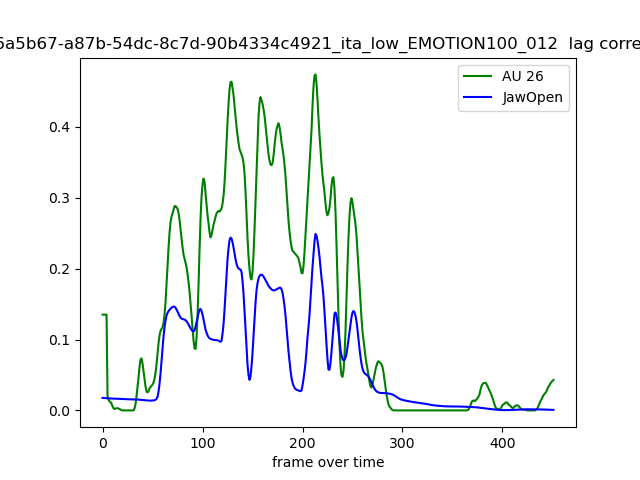 6a5b67-a87b-54dc-8c7d-90b4334c4921_ita_low_EMOTION100_012 lag corre
AU 26
JawOpen
0.4
0.3
0.2
0.1
0.0
0 100 200 300 400
frame over time